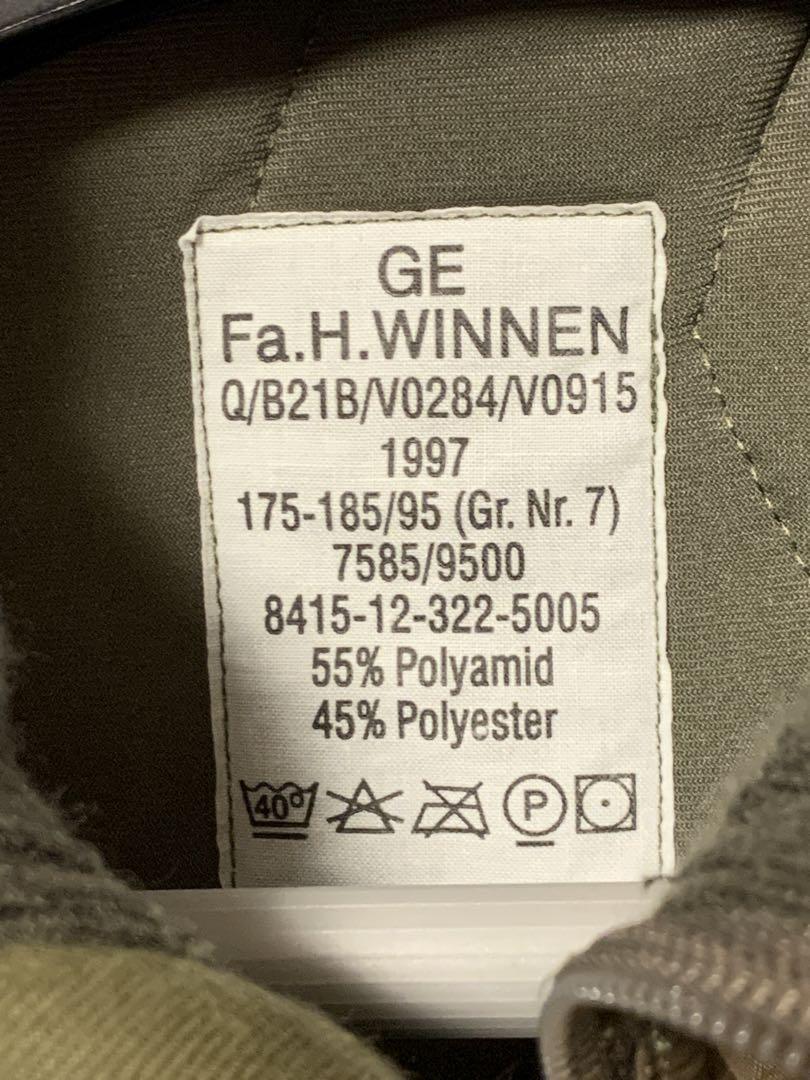 GE
Fa.H.WINNEN
Q/B21B/V0284/V0915
1997
175-185/95 (Gr. Nr. 7)
7585/9500
8415-12-322-5005
55% Polyamid
45% Polyester
40° P